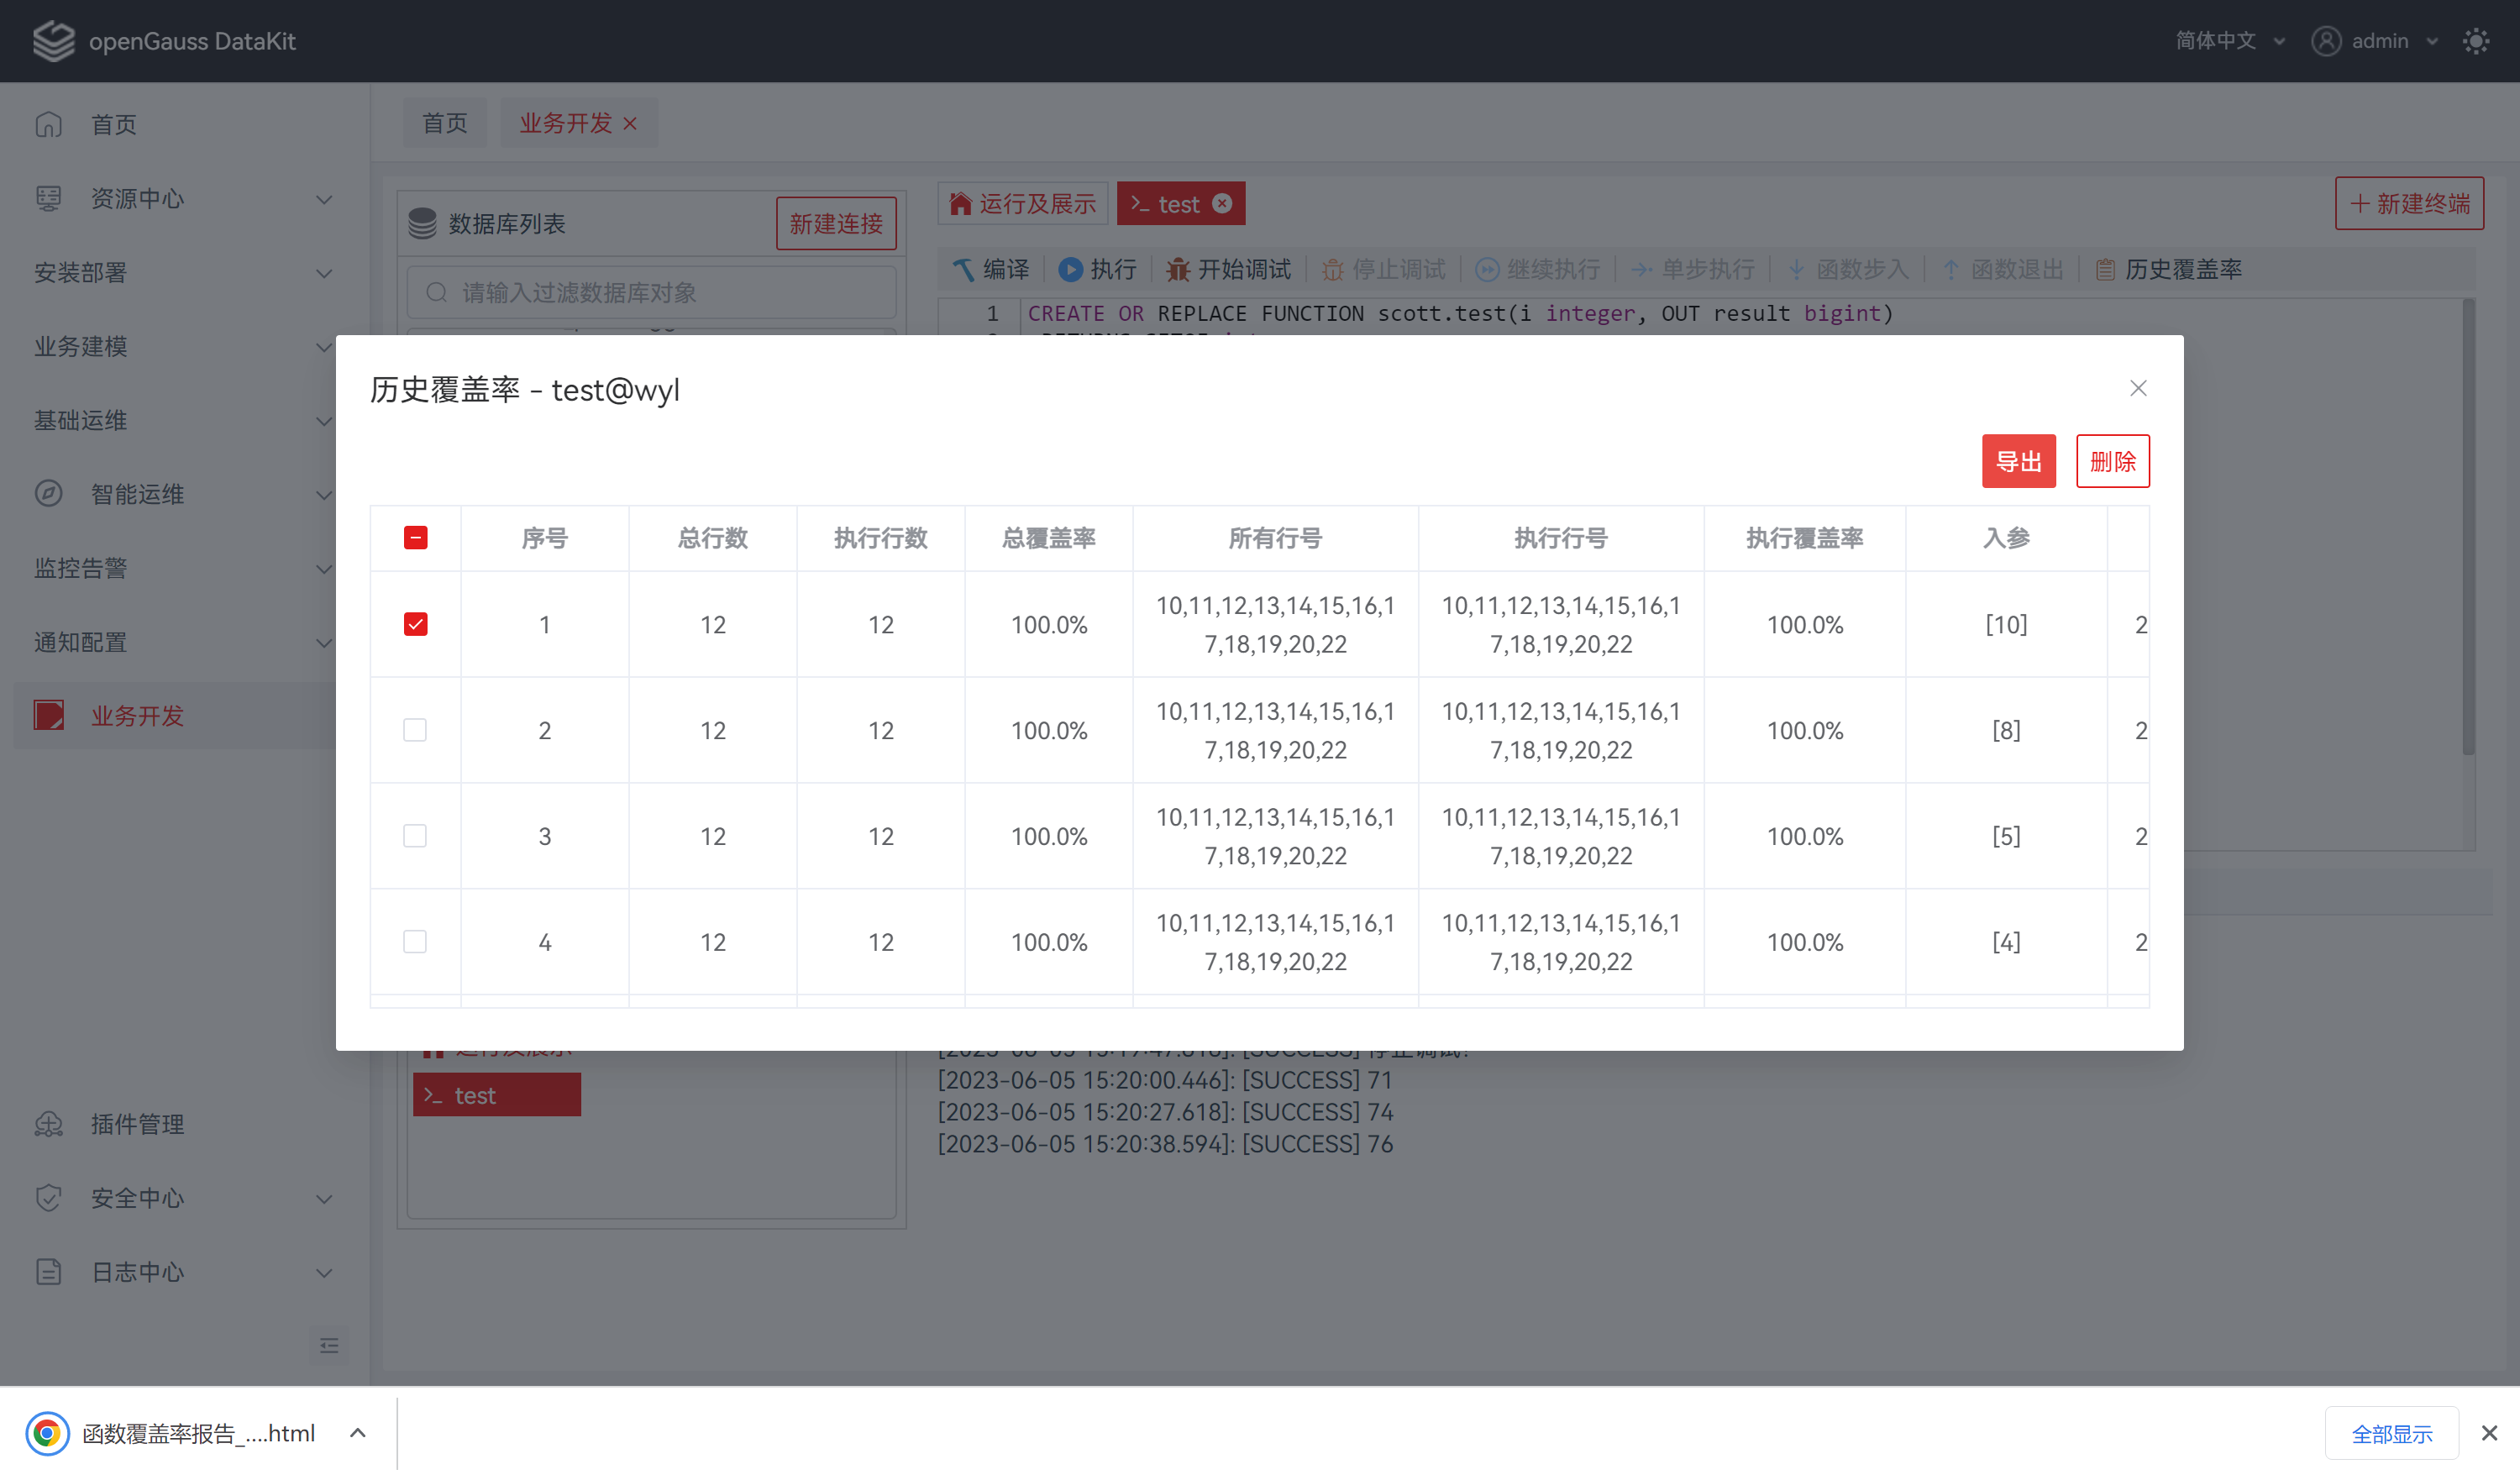 openGauss DataKit
简体中文
admin
首页
资源中心
安装部署
业务建模
基础运维
智能运维
监控告警
通知配置
业务开发
插件管理
安全中心
日志中心
首页
业务开发
数据库列表
新建连接
请输入过滤数据库对象
运行及展示
test
新建终端
编译
执行
开始调试
停止调试
继续执行
单步执行
函数步入
函数退出
历史覆盖率
1 CREATE OR REPLACE FUNCTION scott.test(i integer, OUT result bigint)
历史覆盖率 - test@wyl
导出
删除
序号 总行数 执行行数 总覆盖率 所有行号 执行行号 执行覆盖率 入参
1 12 12 100.0% 10,11,12,13,14,15,16,17,18,19,20,22 10,11,12,13,14,15,16,17,18,19,20,22 100.0% [10] 2
2 12 12 100.0% 10,11,12,13,14,15,16,17,18,19,20,22 10,11,12,13,14,15,16,17,18,19,20,22 100.0% [8] 2
3 12 12 100.0% 10,11,12,13,14,15,16,17,18,19,20,22 10,11,12,13,14,15,16,17,18,19,20,22 100.0% [5] 2
4 12 12 100.0% 10,11,12,13,14,15,16,17,18,19,20,22 10,11,12,13,14,15,16,17,18,19,20,22 100.0% [4] 2
运行及展示
test
[2023-06-05 15:19:47.618]: [SUCCESS] 停止调试!
[2023-06-05 15:20:00.446]: [SUCCESS] 71
[2023-06-05 15:20:27.618]: [SUCCESS] 74
[2023-06-05 15:20:38.594]: [SUCCESS] 76
函数覆盖率报告_....html
全部显示